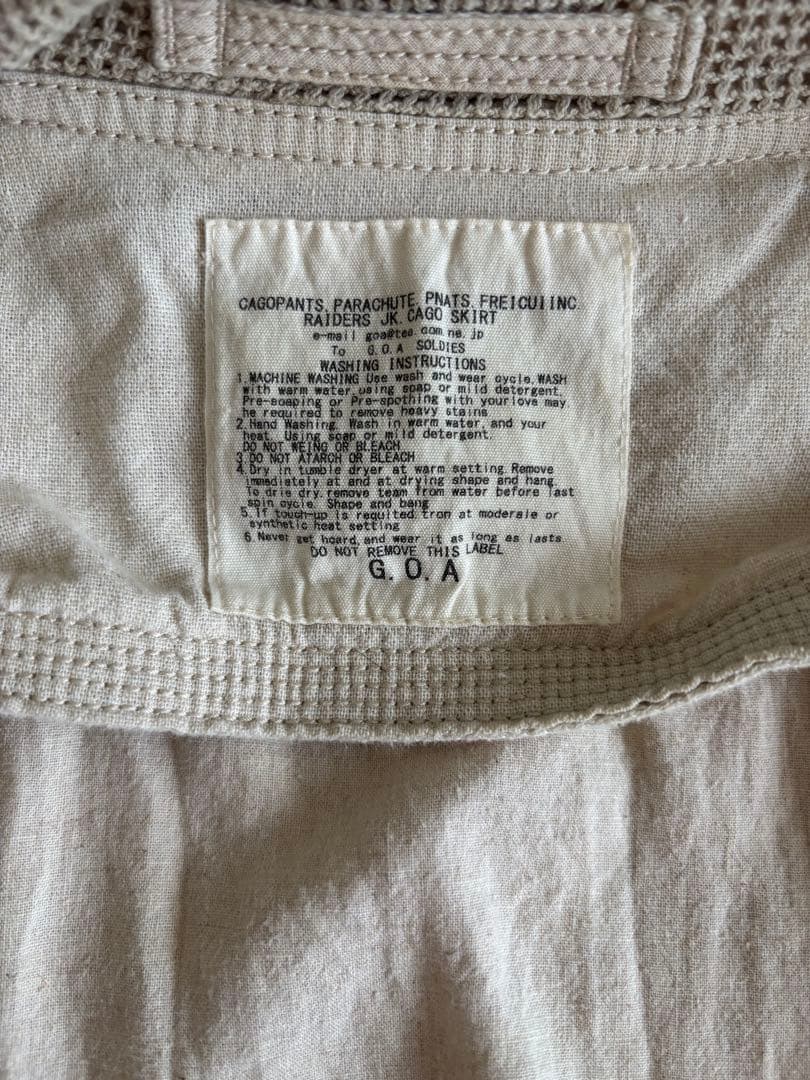 CAGOPANTS. PARACHUTE. PNATS. FREICUIINC.
RAIDERS JK. CAGO SKIRT
e-mail goa@tea.com.ne.jp
To G.O.A SOLDIES
WASHING INSTRUCTIONS
1. MACHINE WASHING Use wash and wear cycle. WASH
with warm water. using soap or mild detergent.
Pre-soaping or Pre-spothing with your love may
he required to remove heavy stains
2. Hand Washing. Wash in warm water, and your
heat. Using soap or mild detergent.
DO NOT WEING OR BLEACH
3. DO NOT ATARCH OR BLEACH
4. Dry in tumble dryer at warm setting. Remove
immediately at and at drying shape and hang.
To drie dry. remove team from water before last
spin cycle. Shape and bang
5. If touch-up is requited. tron at moderale or
synthetic heat setting
6. Never get hoard, and wear it as long as lasts
DO NOT REMOVE THIS LABEL
G.O.A